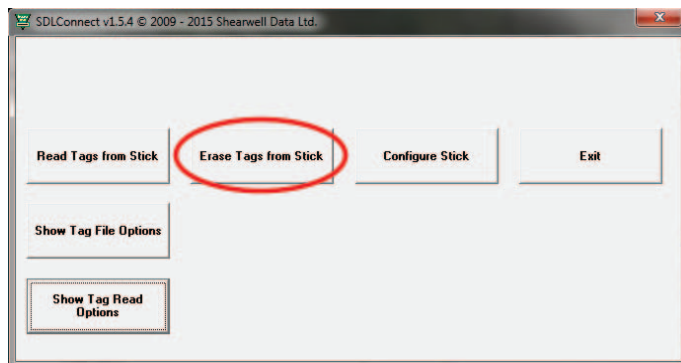 SDLConnect v1.5.4 © 2009 - 2015 Shearwell Data Ltd.
Read Tags from Stick
Erase Tags from Stick
Configure Stick
Exit
Show Tag File Options
Show Tag Read
Options